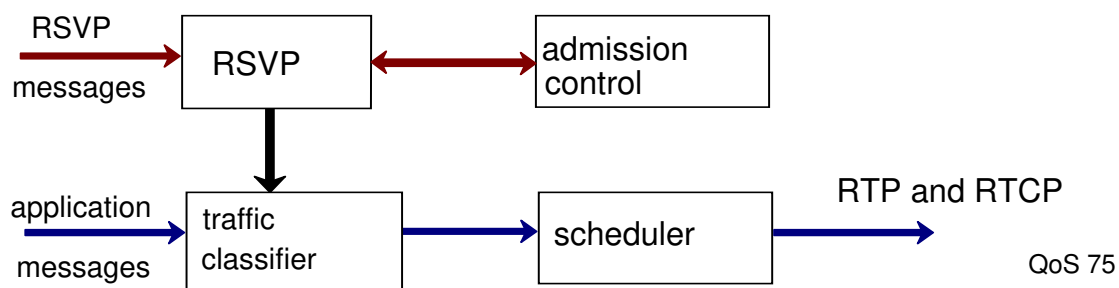 RSVP
messages
RSVP
admission
control
application
messages
traffic
classifier
scheduler
RTP and RTCP
QoS 75